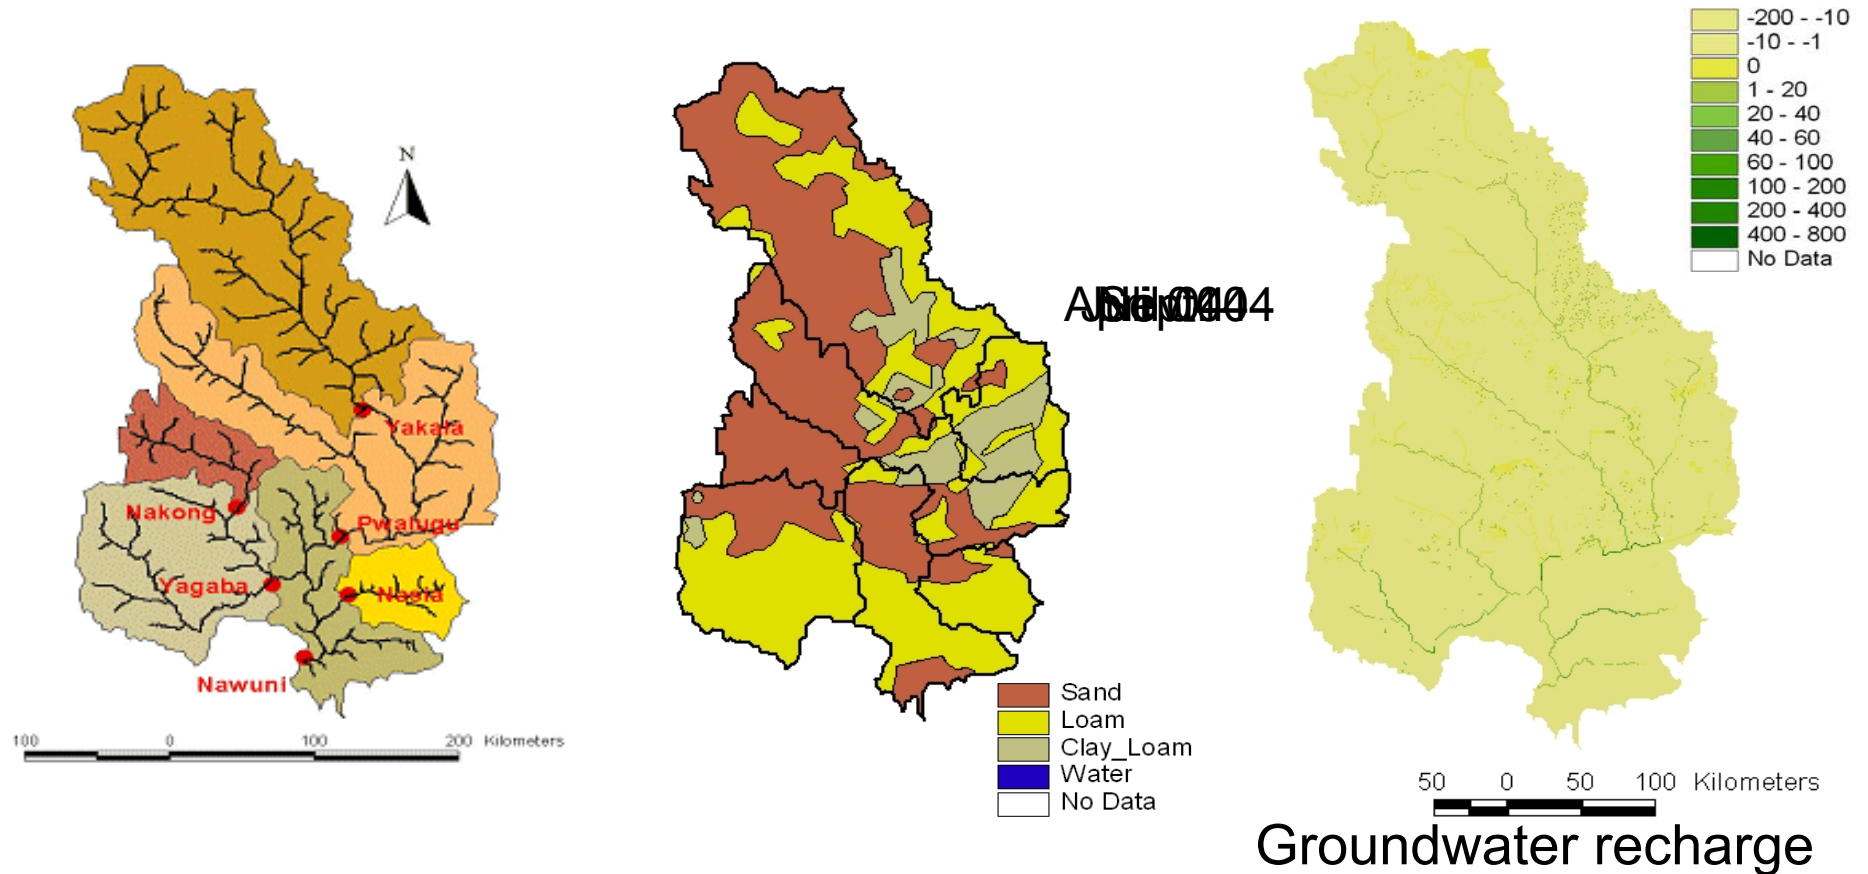 N
Yakala
Nakong
Pwalugu
Yagaba
Nasia
Nawuni
100 0 100 200 Kilometers
Sand
Loam
Clay_Loam
Water
No Data
-200 - -10
-10 - -1
0
1 - 20
20 - 40
40 - 60
60 - 100
100 - 200
200 - 400
400 - 800
No Data
50 0 50 100 Kilometers
Groundwater recharge